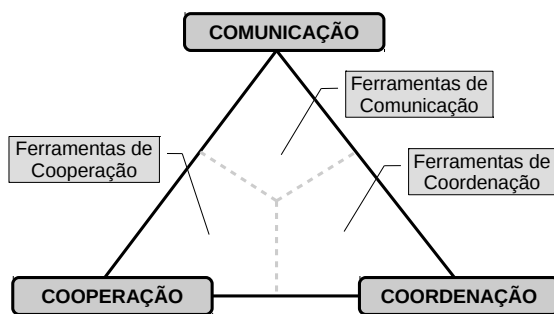 COMUNICAÇÃO
Ferramentas de
Comunicação
Ferramentas de
Cooperação
Ferramentas de
Coordenação
COOPERAÇÃO
COORDENAÇÃO